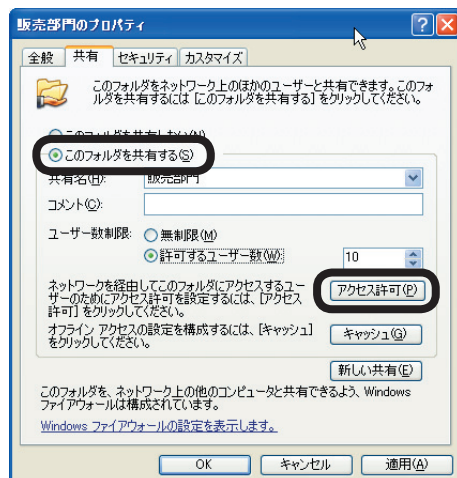 販売部門のプロパティ
全般 共有 セキュリティ カスタマイズ
このフォルダをネットワーク上のほかのユーザーと共有できます。このフォ
ルダを共有するには [このフォルダを共有する] をクリックしてください。
このフォルダを共有しない(N)
このフォルダを共有する(S)
共有名(H): 販売部門
コメント(C):
ユーザー数制限: 無制限(M)
許可するユーザー数(W): 10
ネットワークを経由してこのフォルダにアクセスするユー
ザーのためにアクセス許可を設定するには、[アクセス
許可] をクリックしてください。
アクセス許可(P)
オフライン アクセスの設定を構成するには、[キャッシュ]
をクリックしてください。
キャッシュ(G)
新しい共有(E)
このフォルダを、ネットワーク上の他のコンピュータと共有できるよう、Windows
ファイアウォールは構成されています。
Windows ファイアウォールの設定を表示します。
OK キャンセル 適用(A)